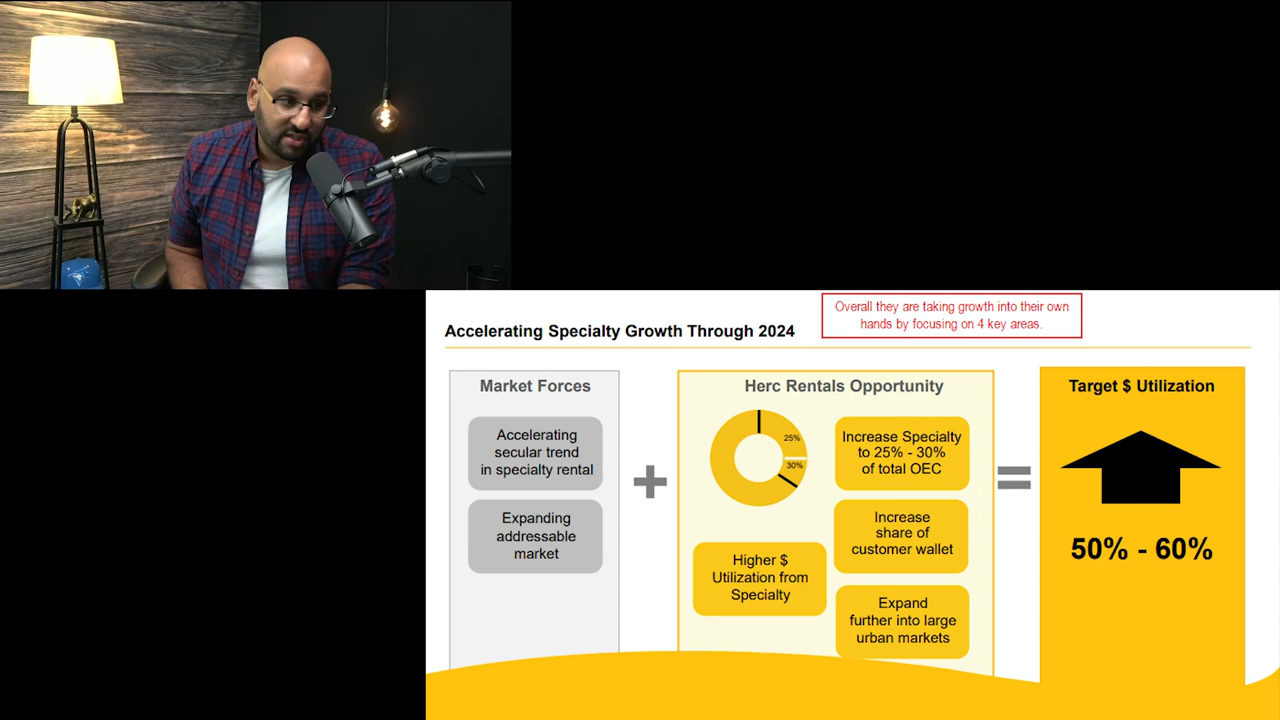 Overall they are taking growth into their own
hands by focusing on 4 key areas.
Accelerating Specialty Growth Through 2024
Market Forces
Accelerating
secular trend
in specialty rental
Expanding
addressable
market
+
Herc Rentals Opportunity
25%
30%
Increase Specialty
to 25% - 30%
of total OEC
Increase
share of
customer wallet
Higher $
Utilization from
Specialty
Expand
further into large
urban markets
=
Target $ Utilization
50% - 60%